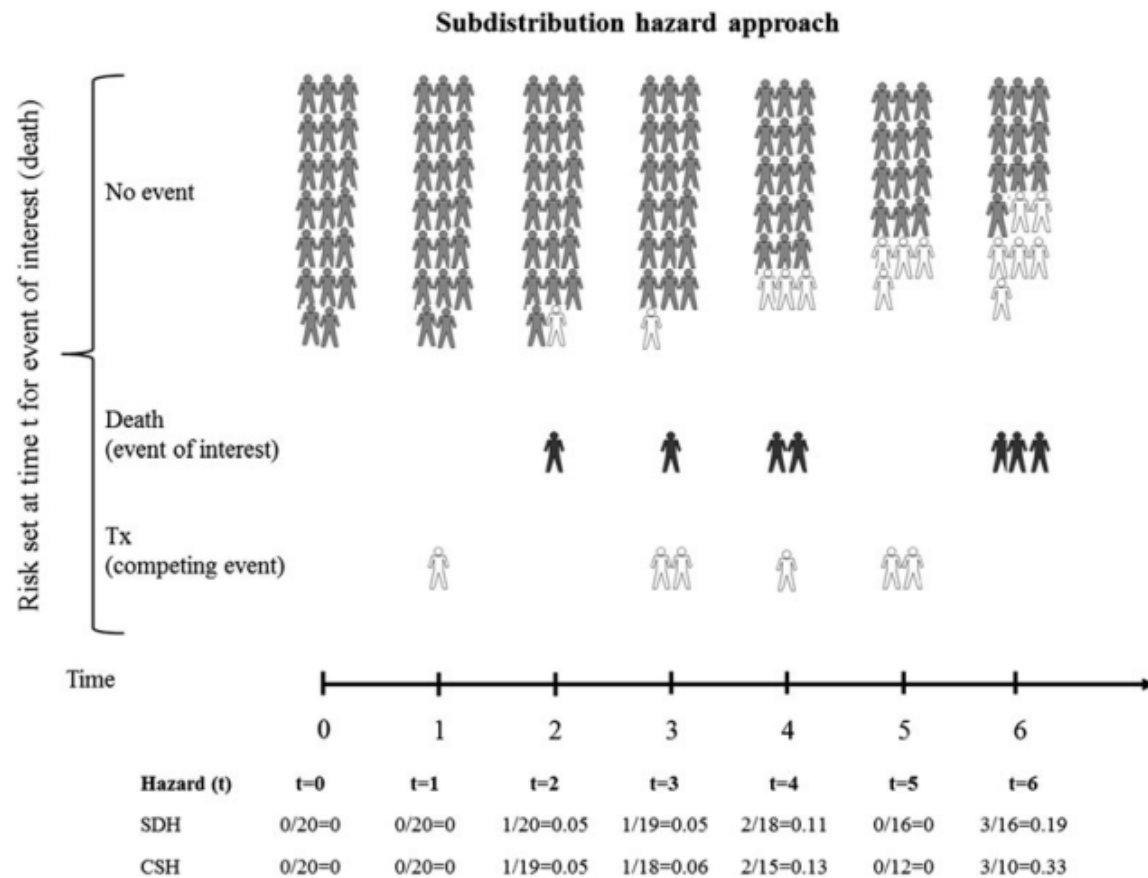 Subdistribution hazard approach
Risk set at time t for event of interest (death)
No event
Death
(event of interest)
Tx
(competing event)
Time
0 1 2 3 4 5 6
Hazard (t) t=0 t=1 t=2 t=3 t=4 t=5 t=6
SDH 0/20=0 0/20=0 1/20=0.05 1/19=0.05 2/18=0.11 0/16=0 3/16=0.19
CSH 0/20=0 0/20=0 1/19=0.05 1/18=0.06 2/15=0.13 0/12=0 3/10=0.33